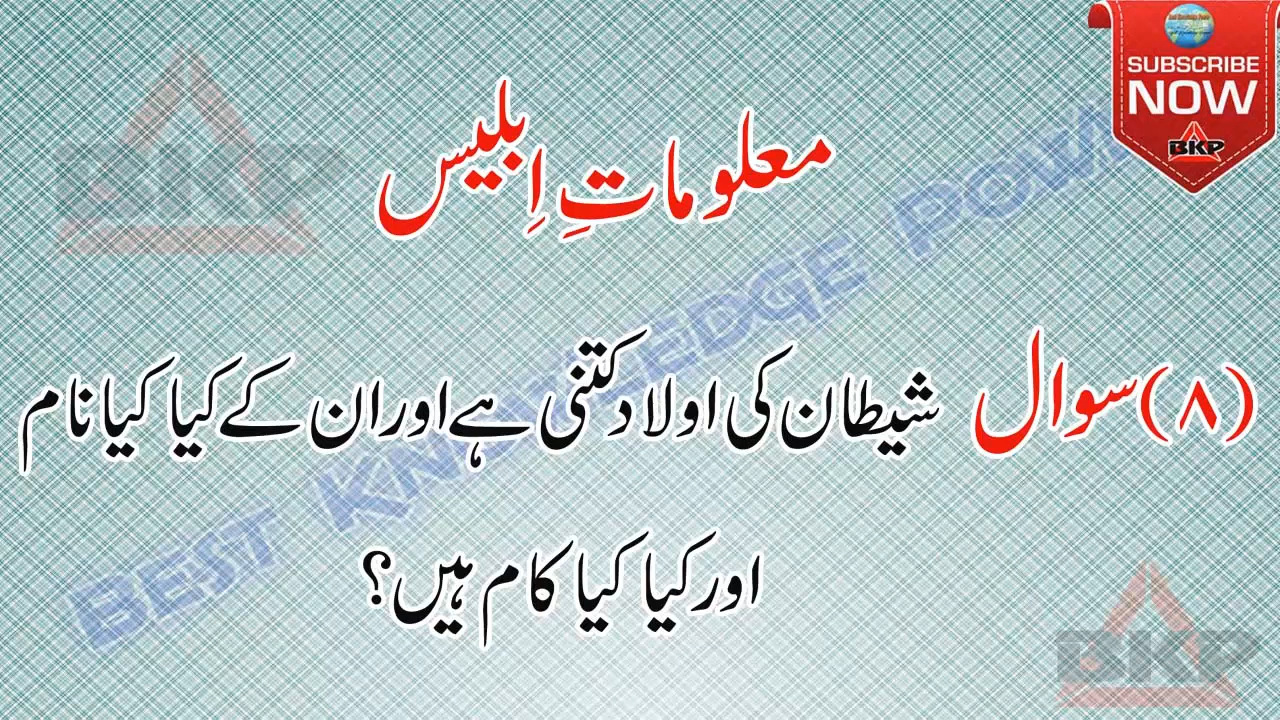 SUBSCRIBE
NOW
BKP
BKP
معلوماتِ اِبلیس
BEST KNOWLEDGE POW
(۸) سوال شیطان کی اولاد کتنی ہے اور ان کے کیا کیا نام
اور کیا کیا کام ہیں؟
BKP